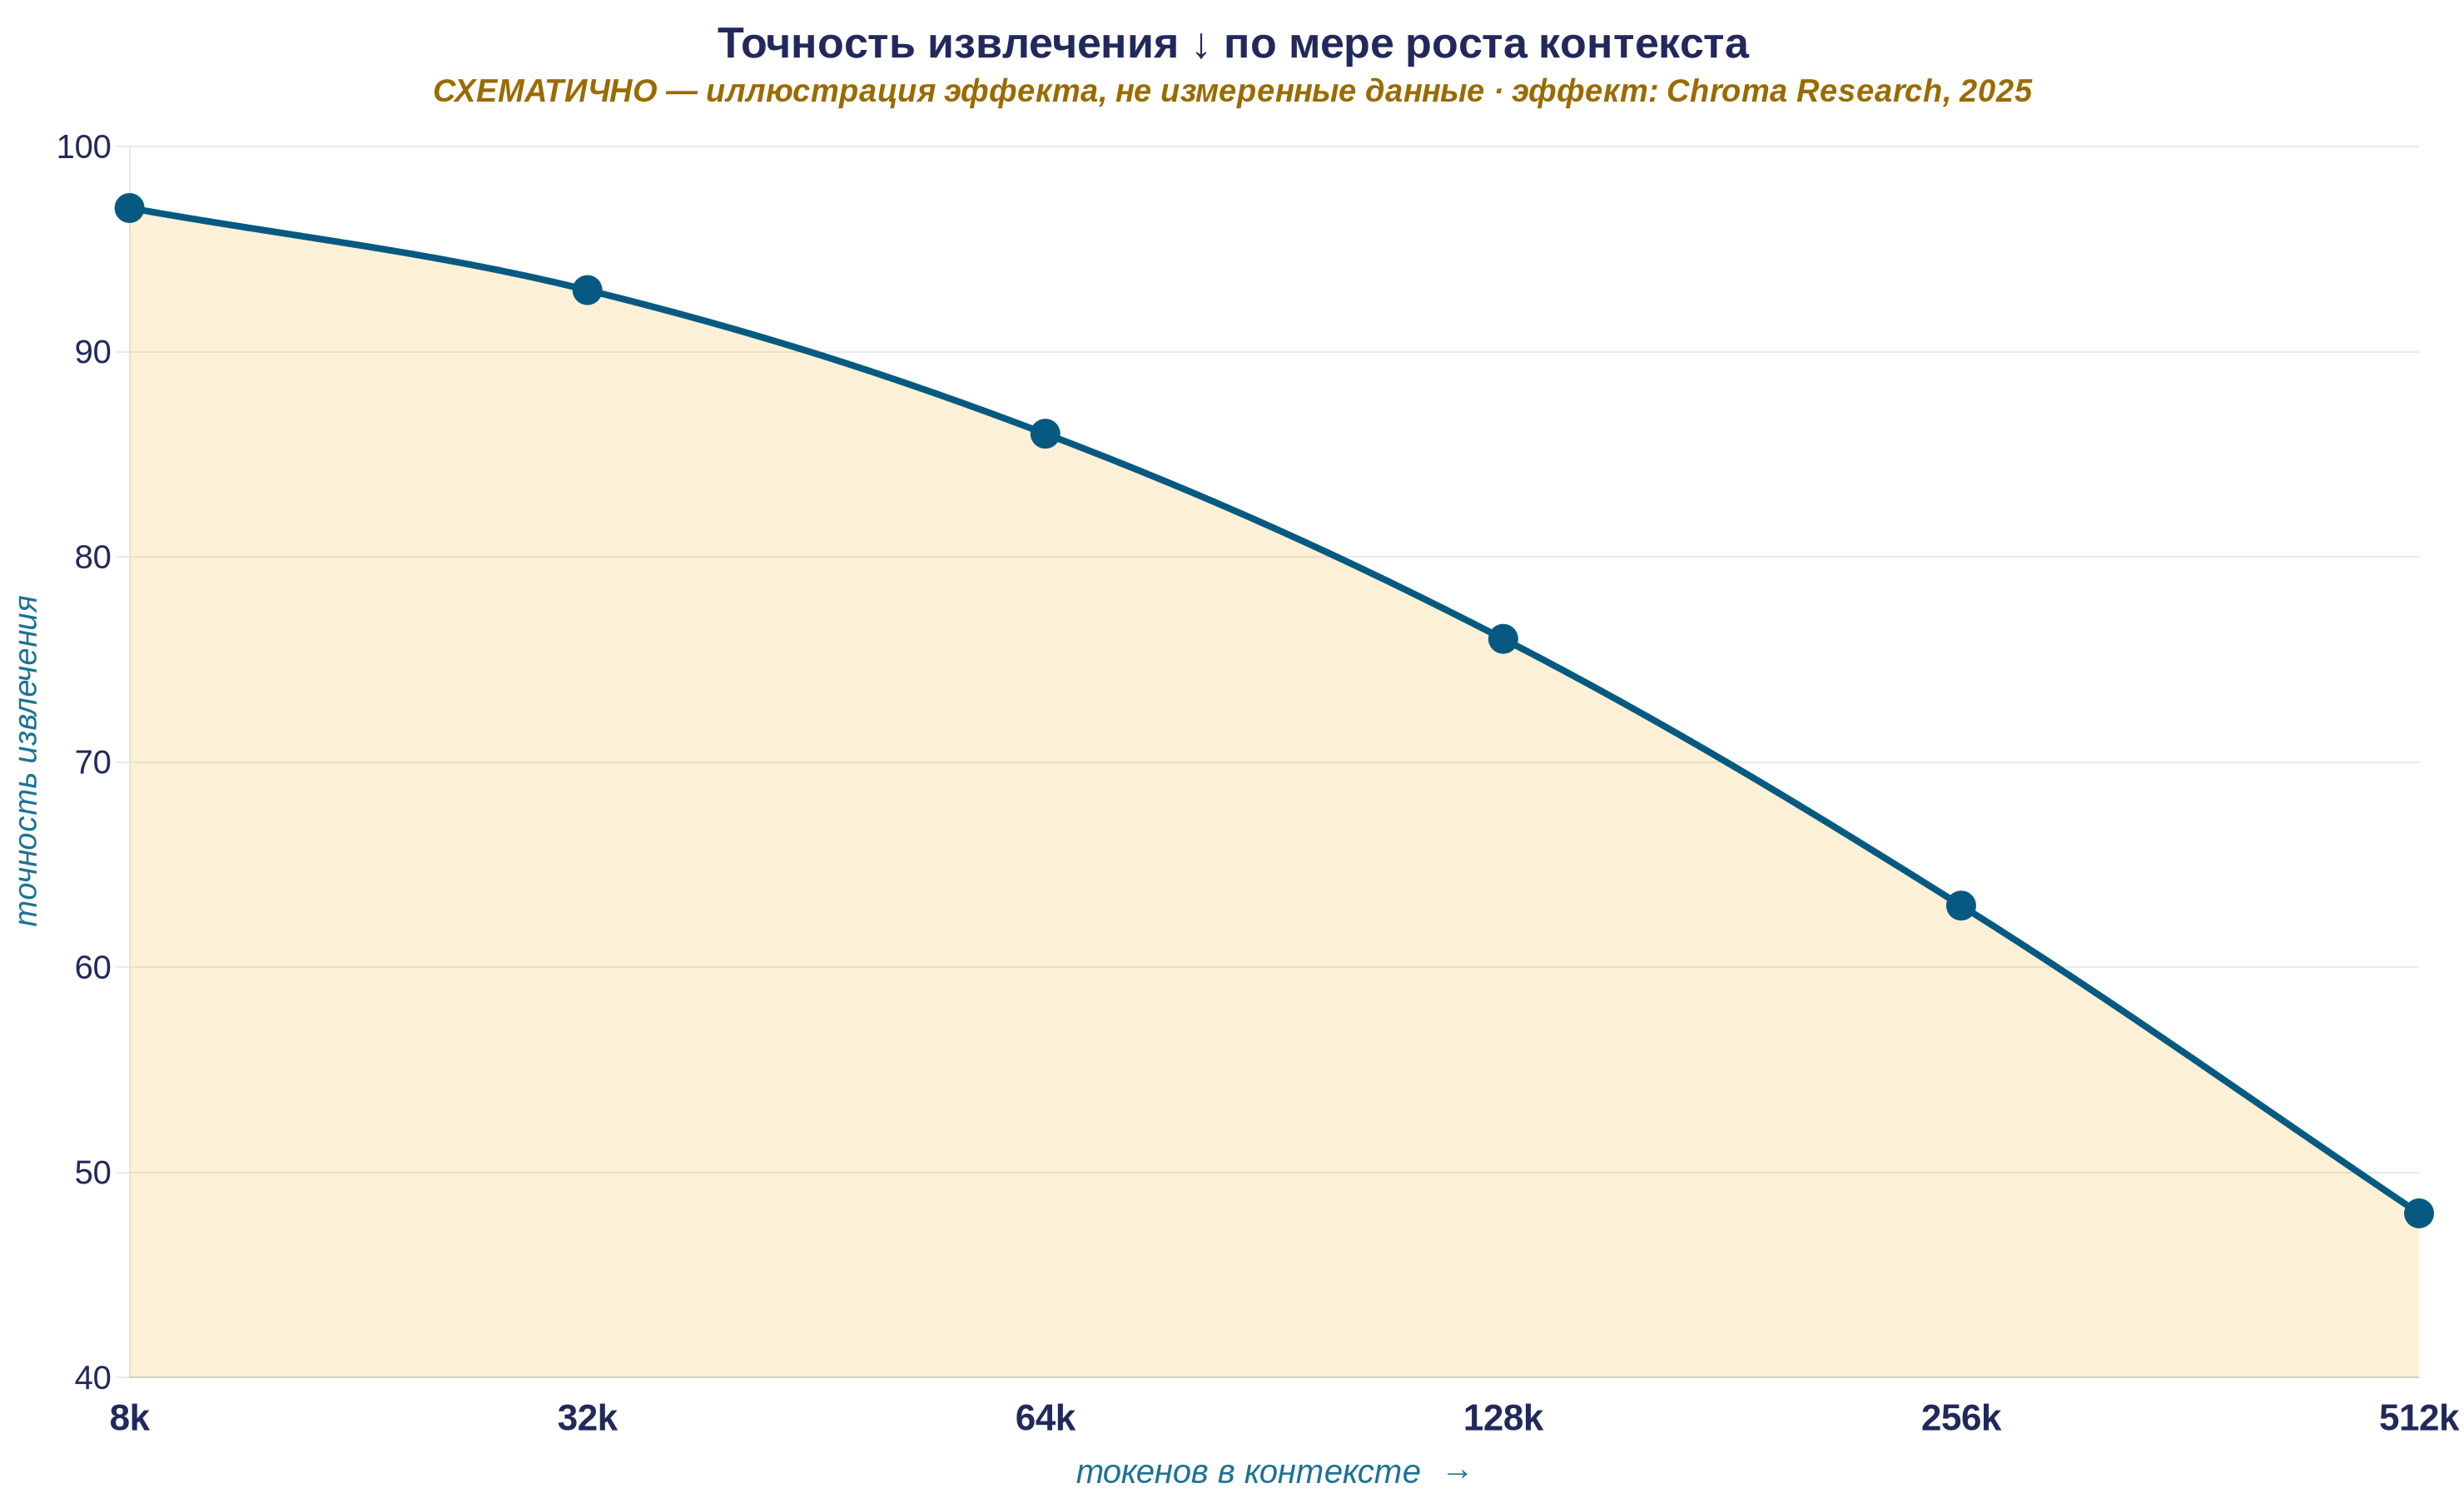 Точность извлечения ↓ по мере роста контекста
СХЕМАТИЧНО — иллюстрация эффекта, не измеренные данные · эффект: Chroma Research, 2025
100
90
80
70
60
50
40
точность извлечения
8k 32k 64k 128k 256k 512k
токенов в контексте →